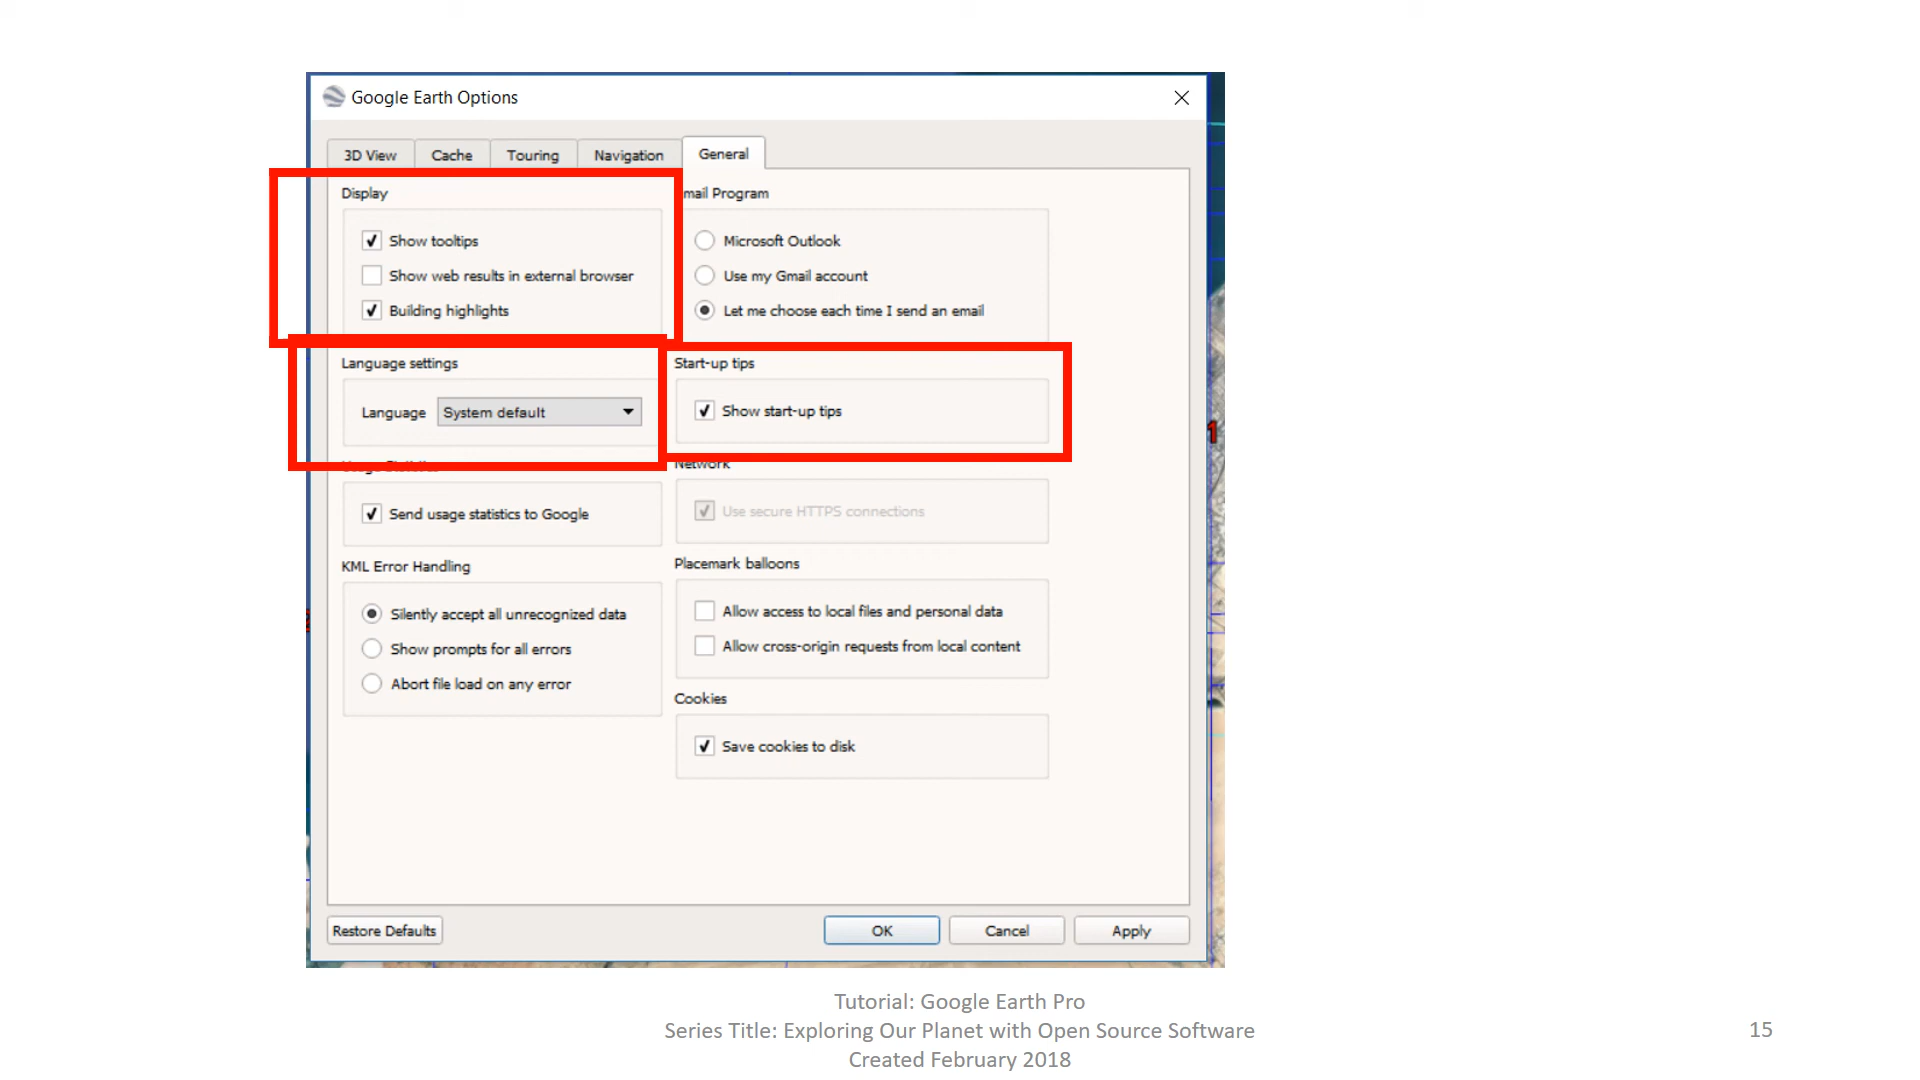 Google Earth Options
3D View
Cache
Touring
Navigation
General
Display
Show tooltips
Show web results in external browser
Building highlights
mail Program
Microsoft Outlook
Use my Gmail account
Let me choose each time I send an email
Language settings
Language
System default
Start-up tips
Show start-up tips
Send usage statistics to Google
Network
Use secure HTTPS connections
KML Error Handling
Silently accept all unrecognized data
Show prompts for all errors
Abort file load on any error
Placemark balloons
Allow access to local files and personal data
Allow cross-origin requests from local content
Cookies
Save cookies to disk
Restore Defaults
OK
Cancel
Apply
1
Tutorial: Google Earth Pro
Series Title: Exploring Our Planet with Open Source Software
Created February 2018
15